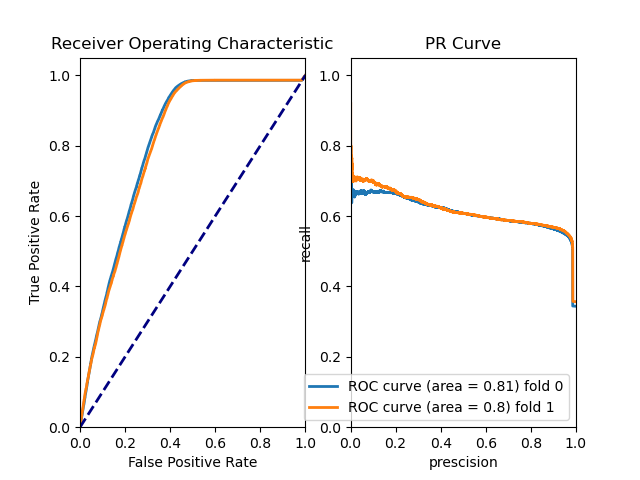 Receiver Operating Characteristic
PR Curve
1.0
0.8
0.6
0.4
0.2
0.0
True Positive Rate
0.0 0.2 0.4 0.6 0.8 1.0
False Positive Rate
1.0
0.8
0.6
0.4
0.2
0.0
recall
ROC curve (area = 0.81) fold 0
ROC curve (area = 0.8) fold 1
0.0 0.2 0.4 0.6 0.8 1.0
prescision